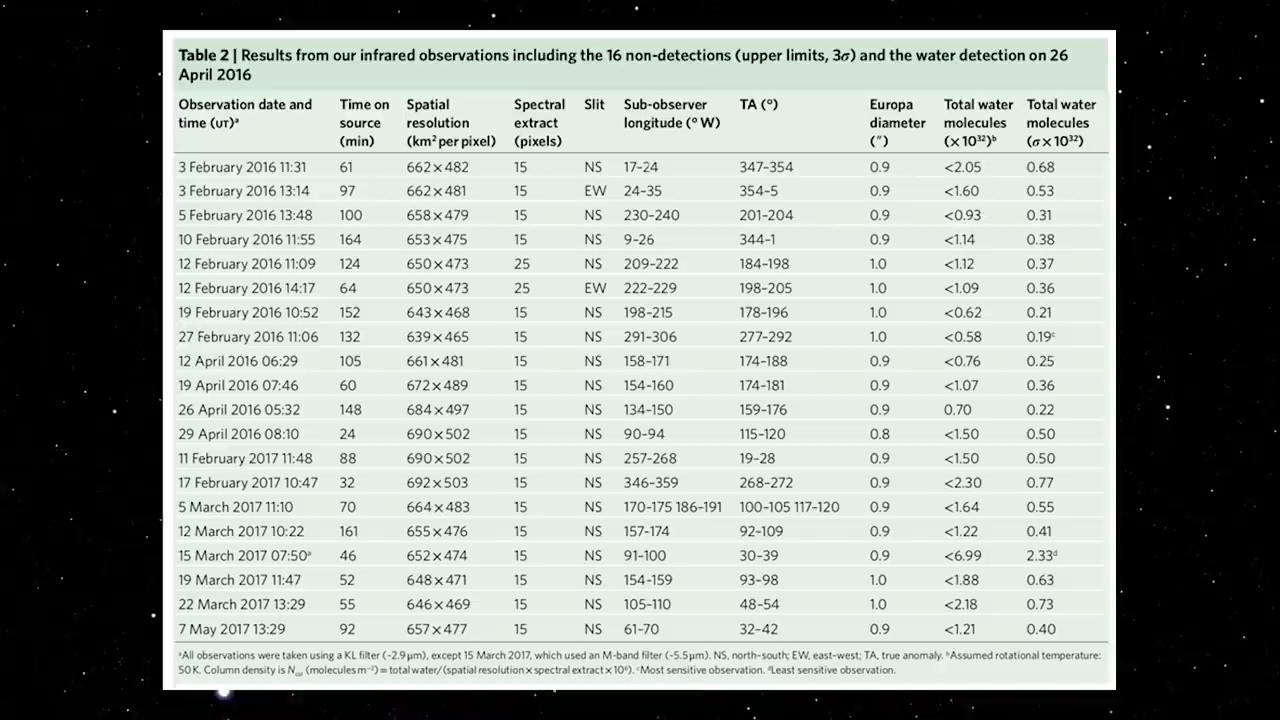 Table 2 | Results from our infrared observations including the 16 non-detections (upper limits, 3σ) and the water detection on 26
April 2016
Observation date and time (UT)ᵃ Time on source (min) Spatial resolution (km² per pixel) Spectral extract (pixels) Slit Sub-observer longitude (° W) TA (°) Europa diameter (″) Total water molecules (×10³²)ᵇ Total water molecules (σ×10³²)
3 February 2016 11:31 61 662 × 482 15 NS 17–24 347–354 0.9 <2.05 0.68
3 February 2016 13:14 97 662 × 481 15 EW 24–35 354–5 0.9 <1.60 0.53
5 February 2016 13:48 100 658 × 479 15 NS 230–240 201–204 0.9 <0.93 0.31
10 February 2016 11:55 164 653 × 475 15 NS 9–26 344–1 0.9 <1.14 0.38
12 February 2016 11:09 124 650 × 473 25 NS 209–222 184–198 1.0 <1.12 0.37
12 February 2016 14:17 64 650 × 473 25 EW 222–229 198–205 1.0 <1.09 0.36
19 February 2016 10:52 152 643 × 468 15 NS 198–215 178–196 1.0 <0.62 0.21
27 February 2016 11:06 132 639 × 465 15 NS 291–306 277–292 1.0 <0.58 0.19ᶜ
12 April 2016 06:29 105 661 × 481 15 NS 158–171 174–188 0.9 <0.76 0.25
19 April 2016 07:46 60 672 × 489 15 NS 154–160 174–181 0.9 <1.07 0.36
26 April 2016 05:32 148 684 × 497 15 NS 134–150 159–176 0.9 0.70 0.22
29 April 2016 08:10 24 690 × 502 15 NS 90–94 115–120 0.8 <1.50 0.50
11 February 2017 11:48 88 690 × 502 15 NS 257–268 19–28 0.9 <1.50 0.50
17 February 2017 10:47 32 692 × 503 15 NS 346–359 268–272 0.9 <2.30 0.77
5 March 2017 11:10 70 664 × 483 15 NS 170–175 186–191 100–105 117–120 0.9 <1.64 0.55
12 March 2017 10:22 161 655 × 476 15 NS 157–174 92–109 0.9 <1.22 0.41
15 March 2017 07:50ᵃ 46 652 × 474 15 NS 91–100 30–39 0.9 <6.99 2.33ᵈ
19 March 2017 11:47 52 648 × 471 15 NS 154–159 93–98 1.0 <1.88 0.63
22 March 2017 13:29 55 646 × 469 15 NS 105–110 48–54 1.0 <2.18 0.73
7 May 2017 13:29 92 657 × 477 15 NS 61–70 32–42 0.9 <1.21 0.40
ᵃAll observations were taken using a KL filter (~2.9 μm), except 15 March 2017, which used an M-band filter (~5.5 μm). NS, north–south; EW, east–west; TA, true anomaly. ᵇAssumed rotational temperature:
50 K. Column density is N꜀ₒₗ (molecules m⁻²) = total water/(spatial resolution × spectral extract × 10⁶). ᶜMost sensitive observation. ᵈLeast sensitive observation.